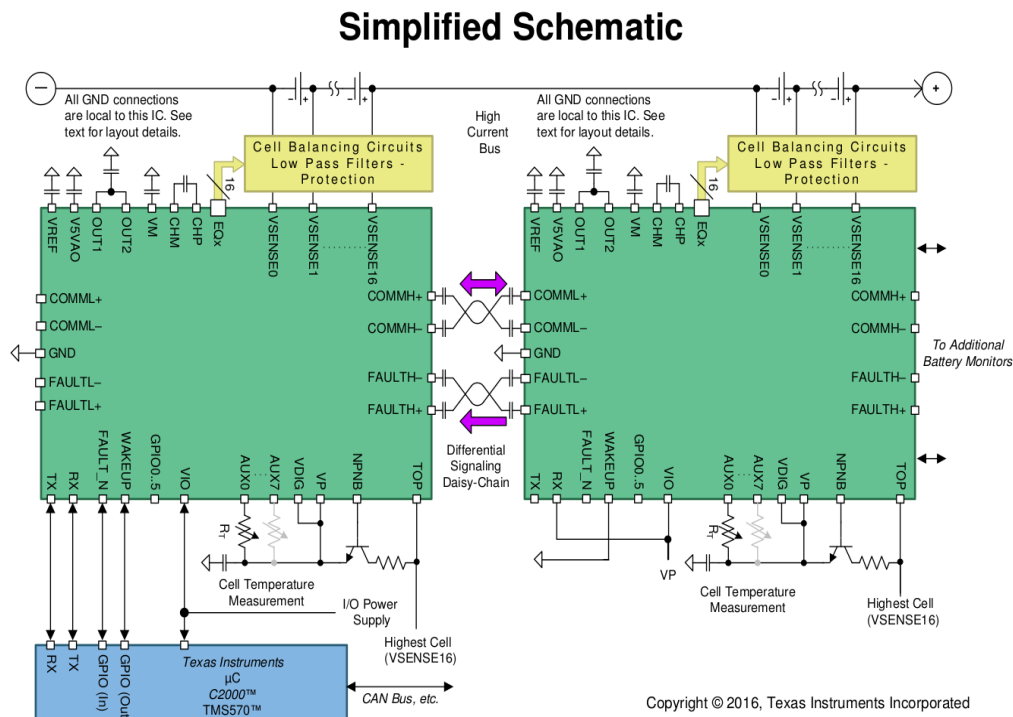 Simplified Schematic
All GND connections
are local to this IC. See
text for layout details.
High
Current
Bus
All GND connections
are local to this IC. See
text for layout details.
Cell Balancing Circuits
Low Pass Filters -
Protection
16
Cell Balancing Circuits
Low Pass Filters -
Protection
16
VREF
V5VAO
OUT1
OUT2
VM
CHM
CHP
EQx
VSENSE0
VSENSE1
VSENSE16
COMML+
COMML–
GND
FAULTL–
FAULTL+
COMMH+
COMMH–
FAULTH–
FAULTH+
TX
RX
FAULT_N
WAKEUP
GPIO0..5
VIO
AUX0
AUX7
VDIG
VP
NPNB
TOP
Differential
Signaling
Daisy-Chain
VREF
V5VAO
OUT1
OUT2
VM
CHM
CHP
EQx
VSENSE0
VSENSE1
VSENSE16
COMML+
COMML–
GND
FAULTL–
FAULTL+
COMMH+
COMMH–
FAULTH–
FAULTH+
TX
RX
FAULT_N
WAKEUP
GPIO0..5
VIO
AUX0
AUX7
VDIG
VP
NPNB
TOP
To Additional
Battery Monitors
RT
Cell Temperature
Measurement
I/O Power
Supply
Highest Cell
(VSENSE16)
VP
RT
Cell Temperature
Measurement
Highest Cell
(VSENSE16)
RX
TX
GPIO (In)
GPIO (Out
Texas Instruments
µC
C2000™
TMS570™
CAN Bus, etc.
Copyright © 2016, Texas Instruments Incorporated